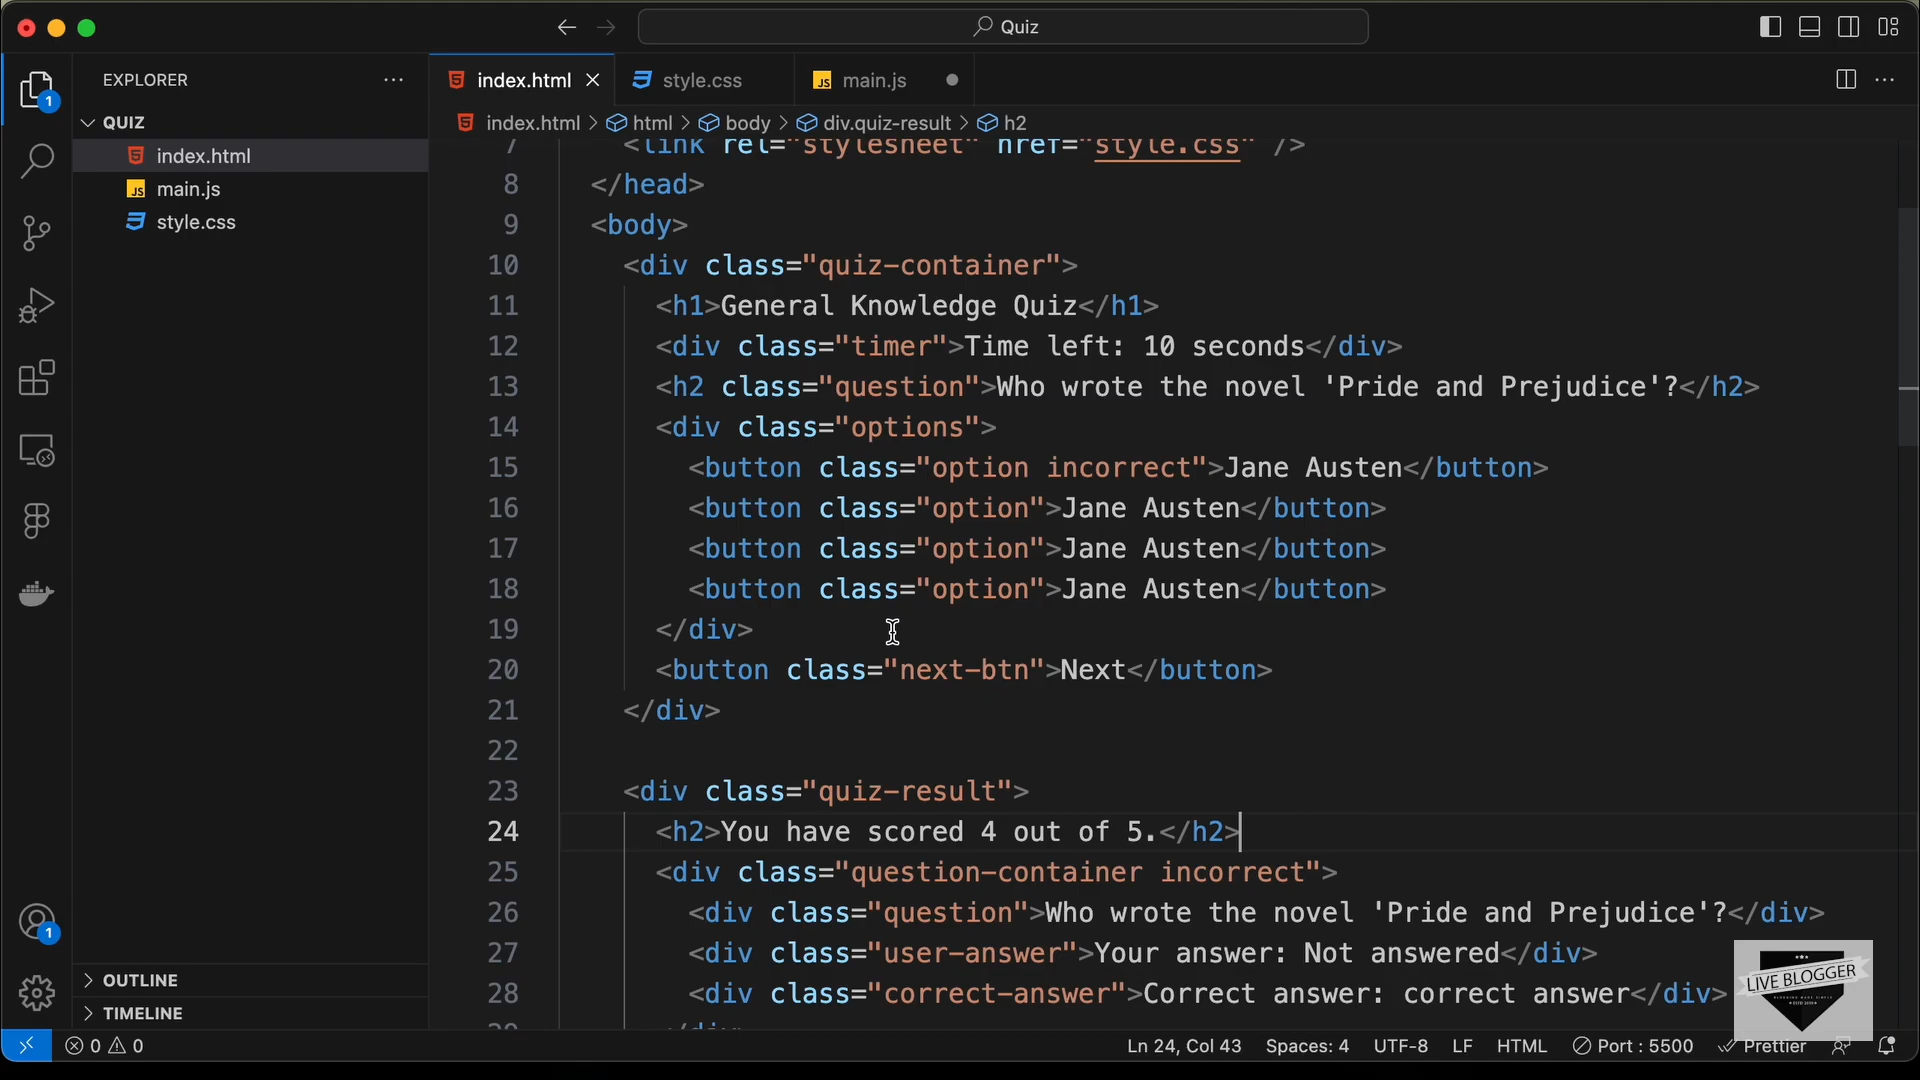 Quiz
EXPLORER
index.html
style.css
main.js
QUIZ
index.html > html > body > div.quiz-result > h2
index.html
main.js
style.css
7 <link rel="stylesheet" href="style.css" />
8 </head>
9 <body>
10 <div class="quiz-container">
11 <h1>General Knowledge Quiz</h1>
12 <div class="timer">Time left: 10 seconds</div>
13 <h2 class="question">Who wrote the novel 'Pride and Prejudice'?</h2>
14 <div class="options">
15 <button class="option incorrect">Jane Austen</button>
16 <button class="option">Jane Austen</button>
17 <button class="option">Jane Austen</button>
18 <button class="option">Jane Austen</button>
19 </div>
20 <button class="next-btn">Next</button>
21 </div>
22
23 <div class="quiz-result">
24 <h2>You have scored 4 out of 5.</h2>
25 <div class="question-container incorrect">
26 <div class="question">Who wrote the novel 'Pride and Prejudice'?</div>
27 <div class="user-answer">Your answer: Not answered</div>
28 <div class="correct-answer">Correct answer: correct answer</div>
1
1
OUTLINE
TIMELINE
LIVE BLOGGER
0 0
Ln 24, Col 43 Spaces: 4 UTF-8 LF HTML Port : 5500 Prettier